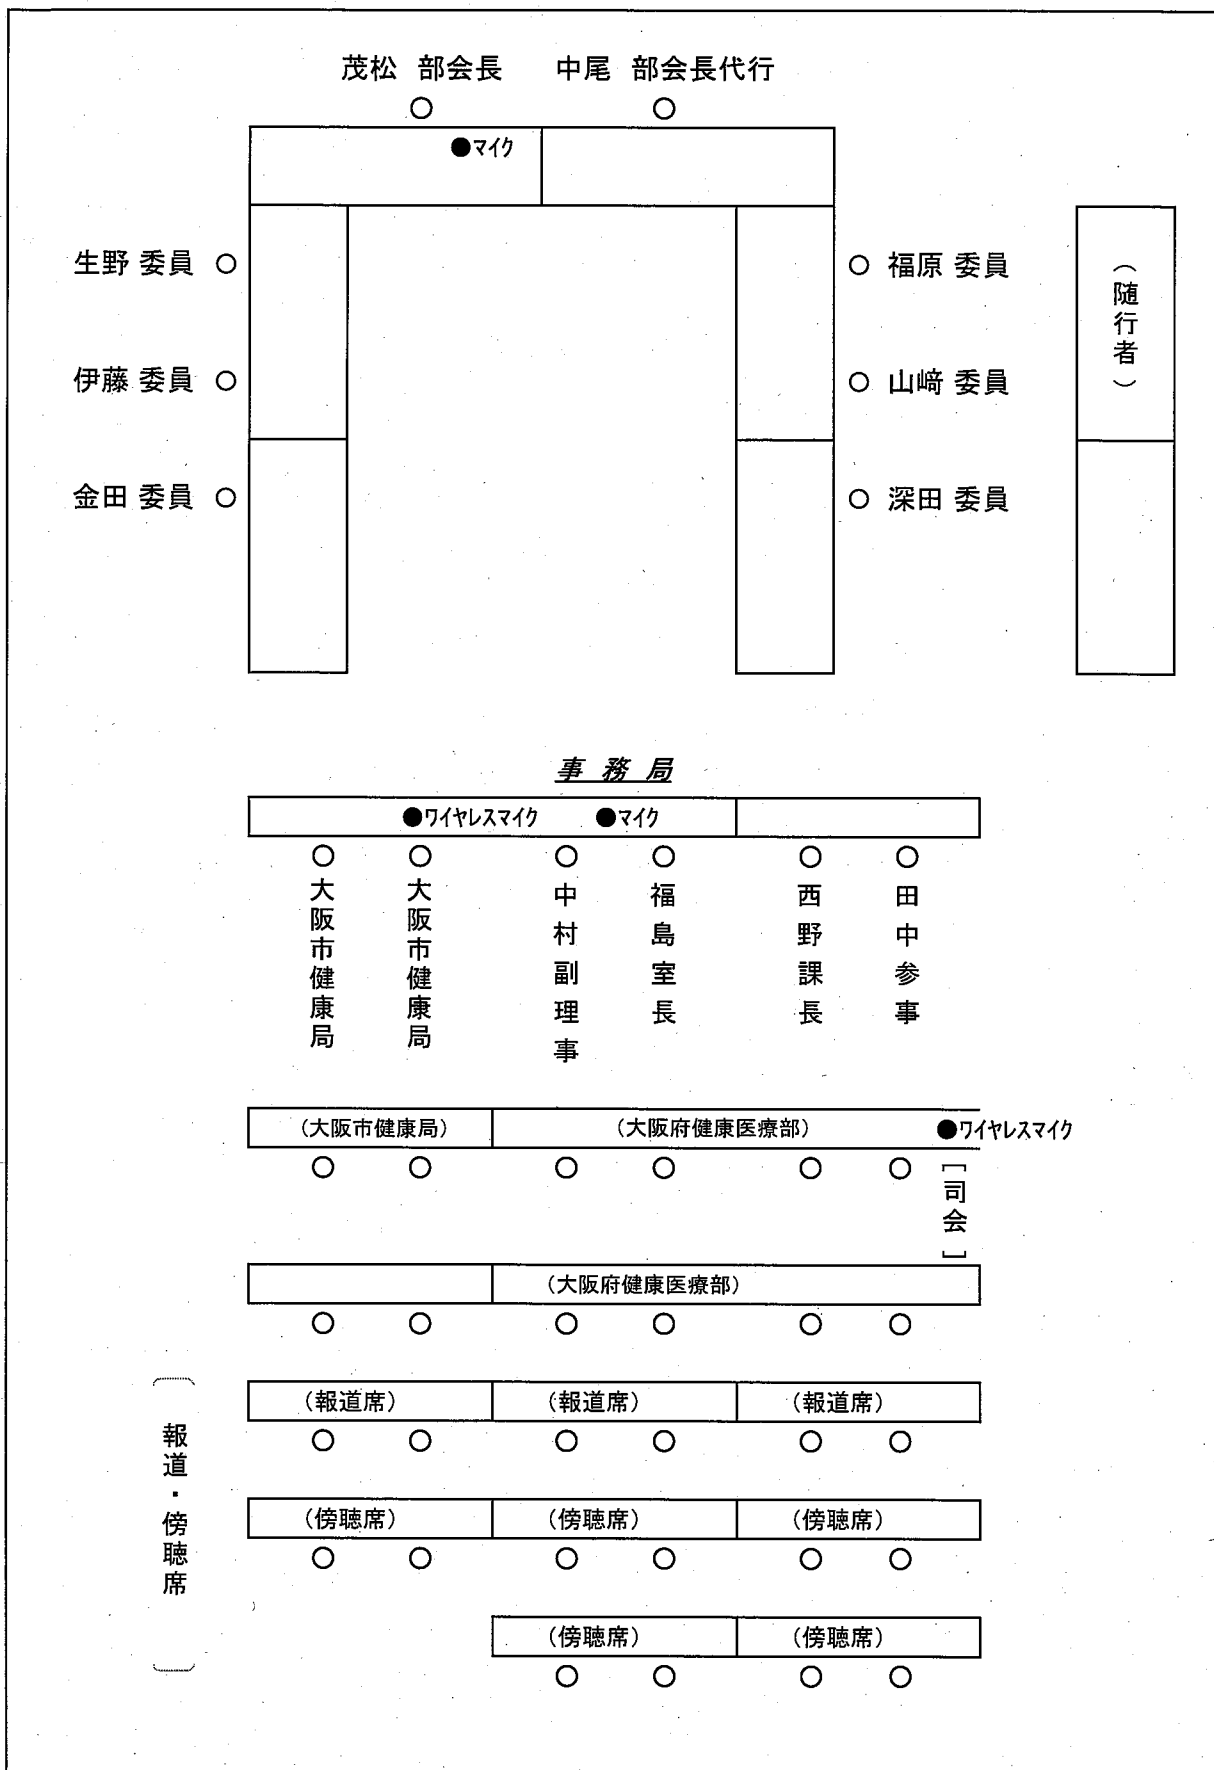 茂松 部会長 中尾 部会長代行
●マイク
生野 委員 ○
○ 福原 委員
(随行者)
伊藤 委員 ○
○ 山﨑 委員
金田 委員 ○
○ 深田 委員
事 務 局
●ワイヤレスマイク ●マイク
大阪市健康局
大阪市健康局
中村副理事
福島室長
西野課長
田中参事
(大阪市健康局) (大阪府健康医療部) ●ワイヤレスマイク
[司会]
(大阪府健康医療部)
〔報道・傍聴席〕
(報道席) (報道席) (報道席)
(傍聴席) (傍聴席) (傍聴席)
(傍聴席) (傍聴席)